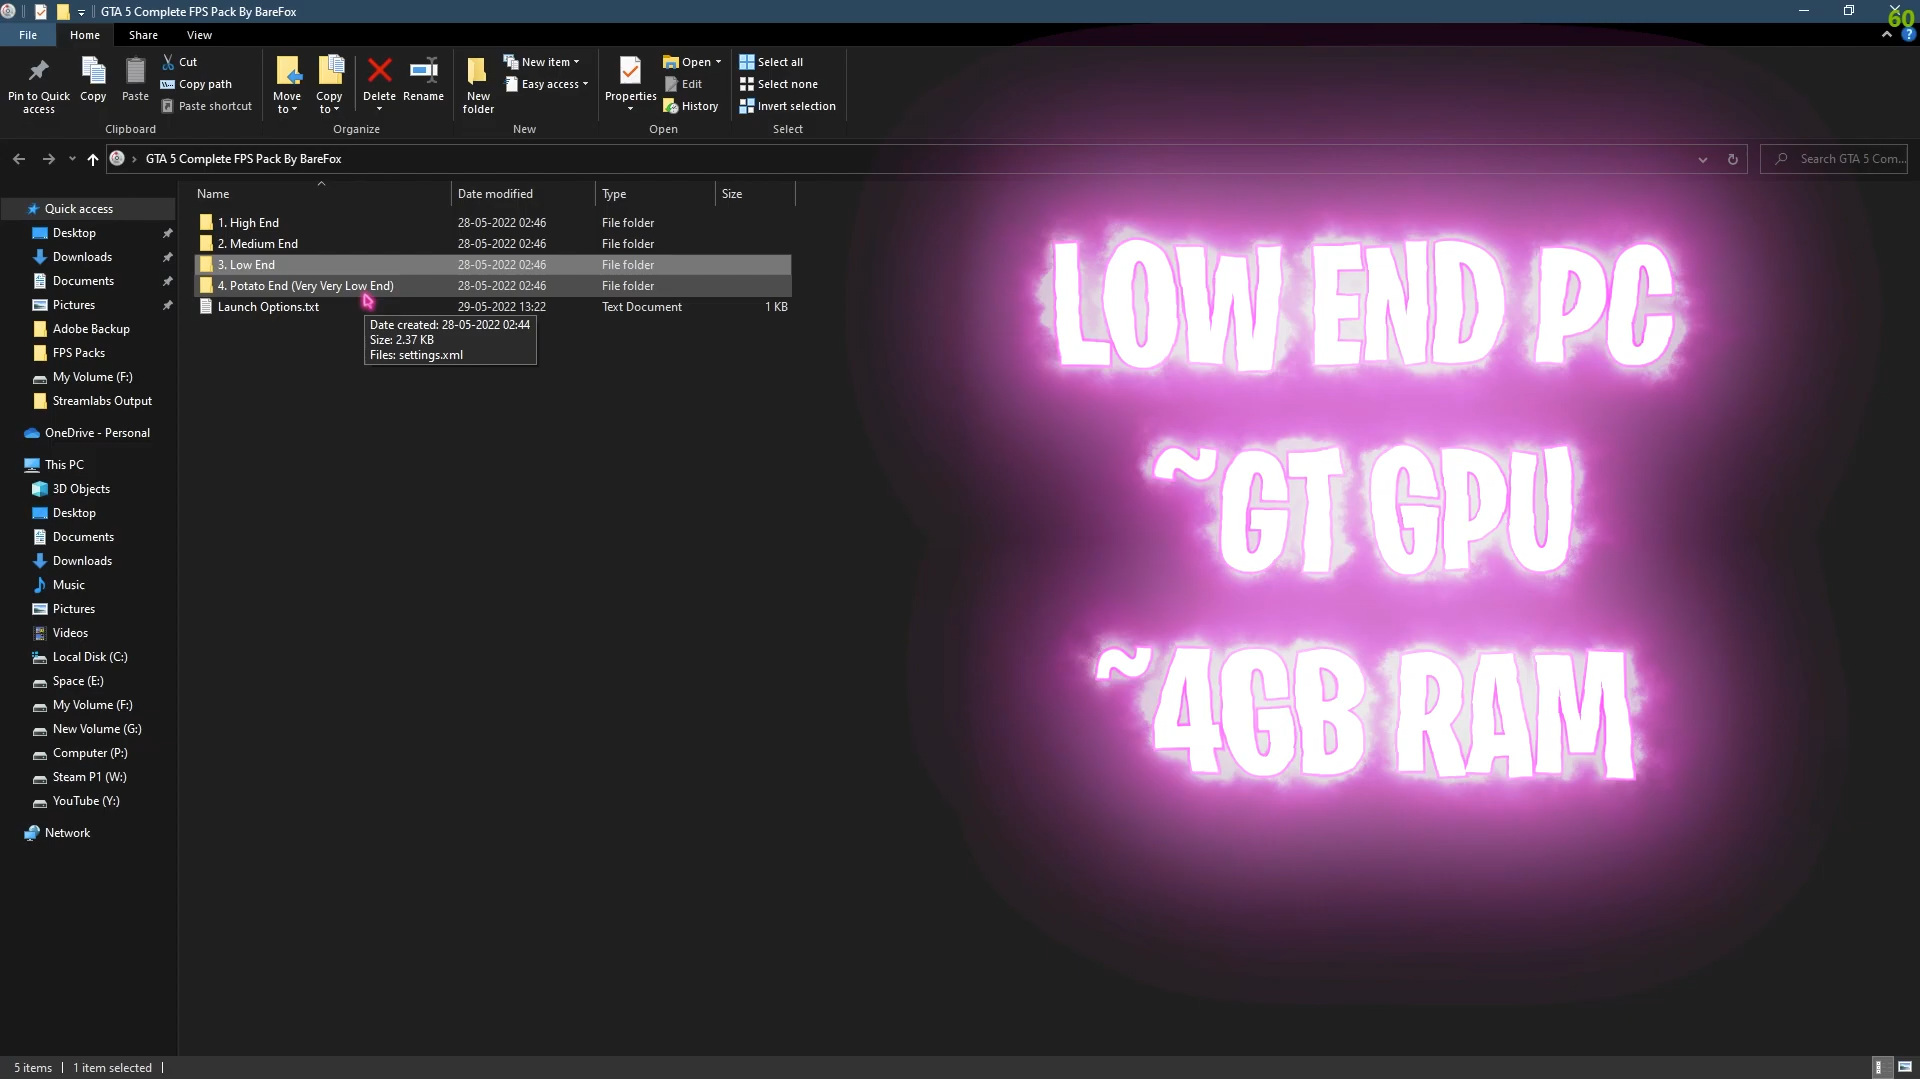 GTA 5 Complete FPS Pack By BareFox
60
File
Home
Share
View
Pin to Quick access
Copy
Paste
Cut
Copy path
Paste shortcut
Clipboard
Move to
Copy to
Delete
Rename
Organize
New folder
New item
Easy access
New
Properties
Open
Edit
History
Open
Select all
Select none
Invert selection
Select
GTA 5 Complete FPS Pack By BareFox
Search GTA 5 Com...
Name
Date modified
Type
Size
1. High End 28-05-2022 02:46 File folder
2. Medium End 28-05-2022 02:46 File folder
3. Low End 28-05-2022 02:46 File folder
4. Potato End (Very Very Low End) 28-05-2022 02:46 File folder
Launch Options.txt 29-05-2022 13:22 Text Document 1 KB
Date created: 28-05-2022 02:44
Size: 2.37 KB
Files: settings.xml
Quick access
Desktop
Downloads
Documents
Pictures
Adobe Backup
FPS Packs
My Volume (F:)
Streamlabs Output
OneDrive - Personal
This PC
3D Objects
Desktop
Documents
Downloads
Music
Pictures
Videos
Local Disk (C:)
Space (E:)
My Volume (F:)
New Volume (G:)
Computer (P:)
Steam P1 (W:)
YouTube (Y:)
Network
LOW END PC
~GT GPU
~4GB RAM
5 items
1 item selected